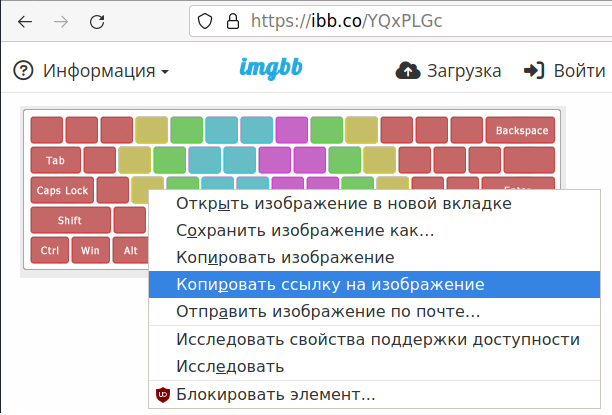 https://ibb.co/YQxPLGc
Информация
imgbb
Загрузка
Войти
Backspace
Tab
Caps Lock
Shift
Ctrl Win Alt
Открыть изображение в новой вкладке
Сохранить изображение как...
Копировать изображение
Копировать ссылку на изображение
Отправить изображение по почте...
Исследовать свойства поддержки доступности
Исследовать
Блокировать элемент...